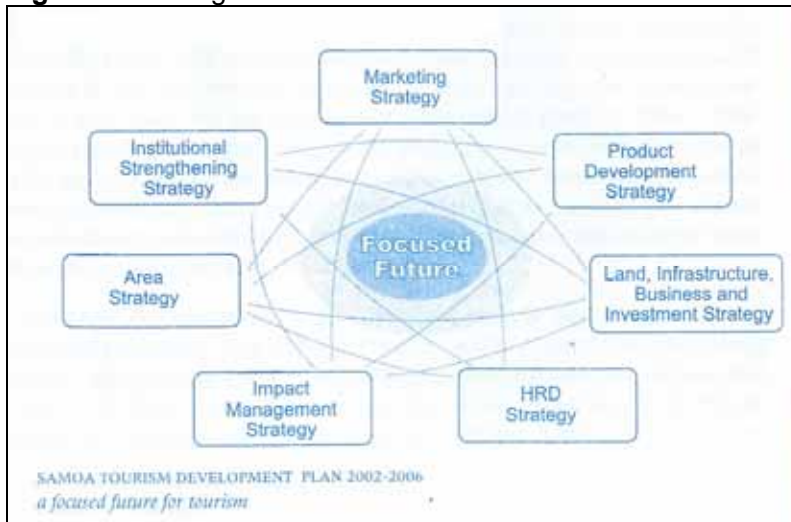 Marketing
Strategy
Institutional
Strengthening
Strategy
Product
Development
Strategy
Focused
Future
Area
Strategy
Land, Infrastructure,
Business and
Investment Strategy
Impact
Management
Strategy
HRD
Strategy
SAMOA TOURISM DEVELOPMENT PLAN 2002-2006
a focused future for tourism